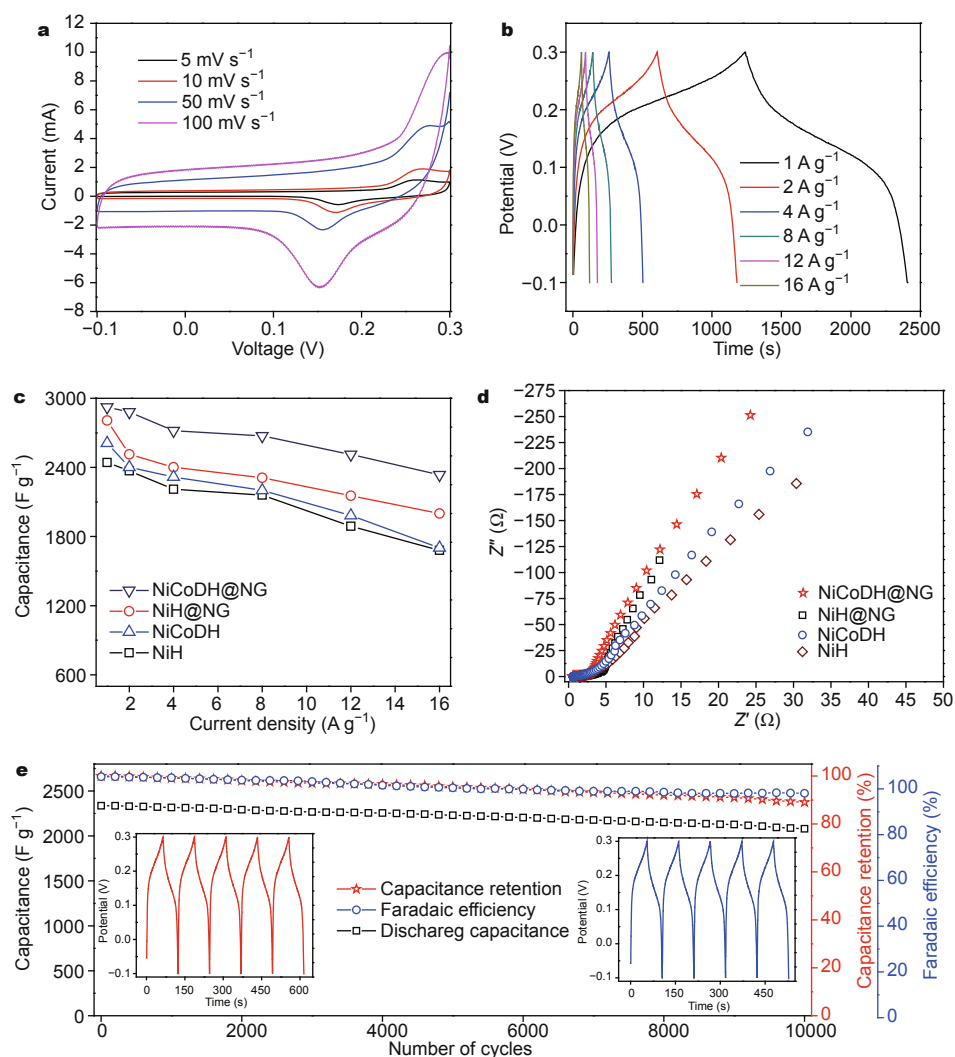 a
12
10
8
6
4
2
0
−2
−4
−6
−8
Current (mA)
5 mV s⁻¹
10 mV s⁻¹
50 mV s⁻¹
100 mV s⁻¹
−0.1 0.0 0.1 0.2 0.3
Voltage (V)
b
0.3
0.2
0.1
0.0
−0.1
Potential (V)
1 A g⁻¹
2 A g⁻¹
4 A g⁻¹
8 A g⁻¹
12 A g⁻¹
16 A g⁻¹
0 500 1000 1500 2000 2500
Time (s)
c
3000
2400
1800
1200
600
Capacitance (F g⁻¹)
NiCoDH@NG
NiH@NG
NiCoDH
NiH
2 4 6 8 10 12 14 16
Current density (A g⁻¹)
d
−275
−250
−225
−200
−175
−150
−125
−100
−75
−50
−25
0
Z″ (Ω)
NiCoDH@NG
NiH@NG
NiCoDH
NiH
0 5 10 15 20 25 30 35 40 45 50
Z′ (Ω)
e
2500
2000
1500
1000
500
0
Capacitance (F g⁻¹)
0.3
0.2
0.1
0.0
−0.1
Potential (V)
0 150 300 450 600
Time (s)
Capacitance retention
Faradaic efficiency
Dischareg capacitance
0.3
0.2
0.1
0.0
−0.1
Potential (V)
0 150 300 450
Time (s)
100
80
60
40
20
0
Capacitance retention (%)
100
80
60
40
20
0
Faradaic efficiency (%)
0 2000 4000 6000 8000 10000
Number of cycles